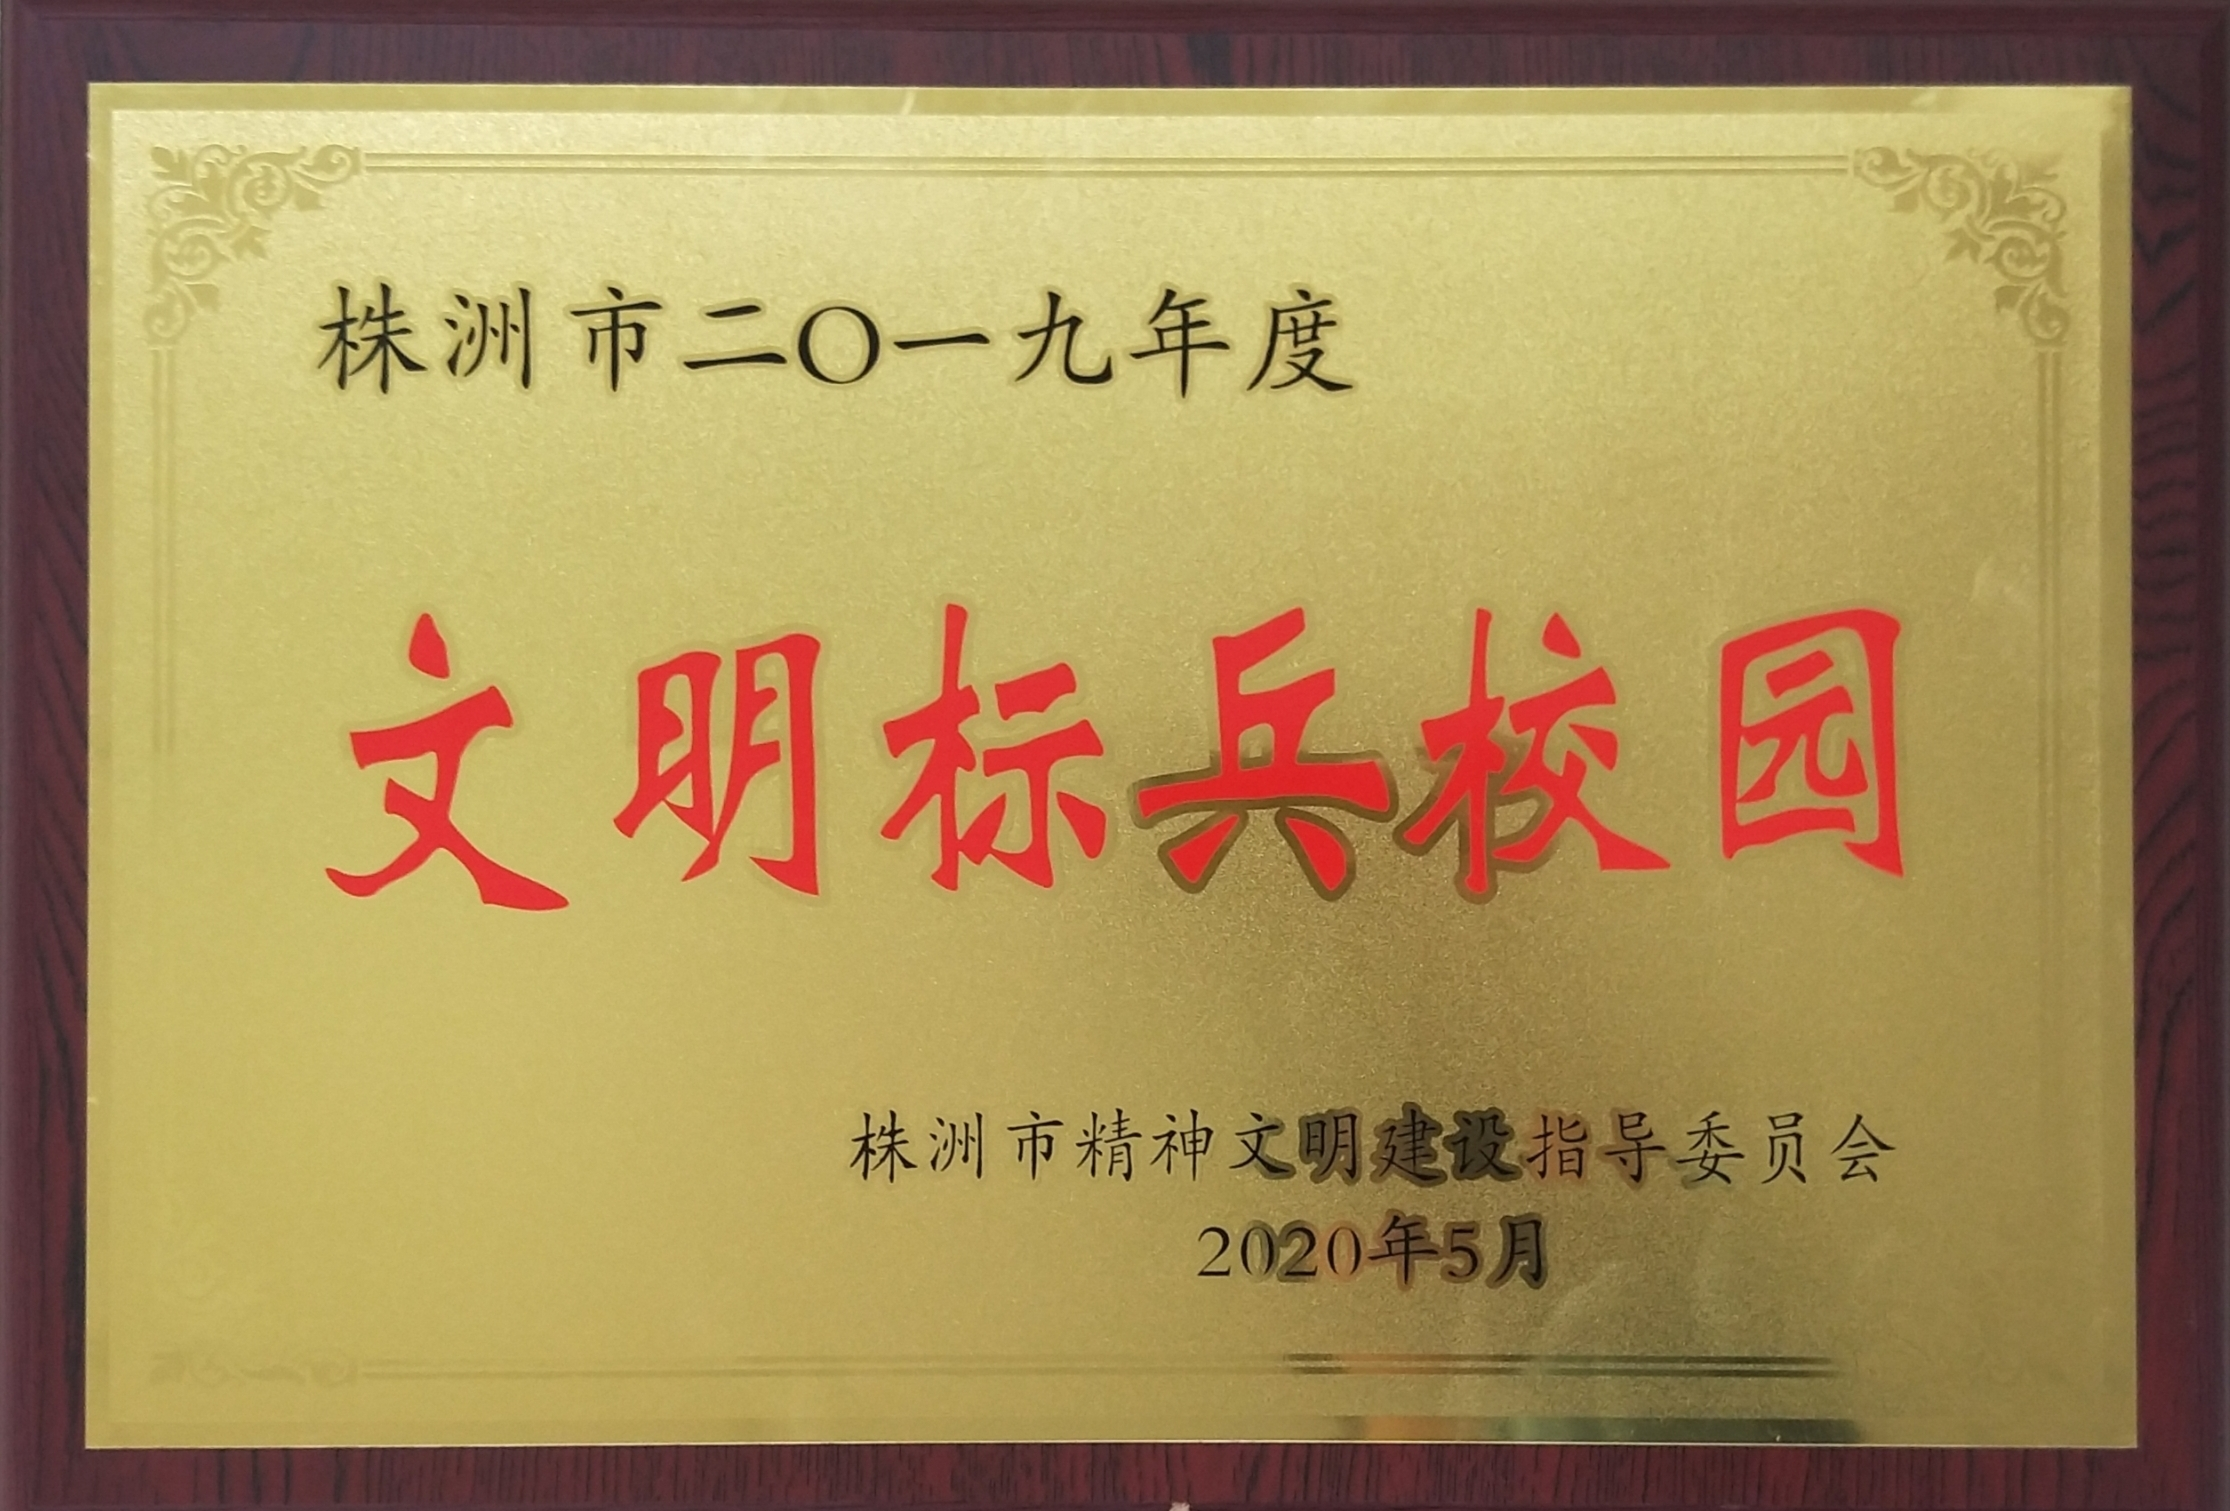 株洲市二〇一九年度
文明标兵校园
株洲市精神文明建设指导委员会
2020年5月